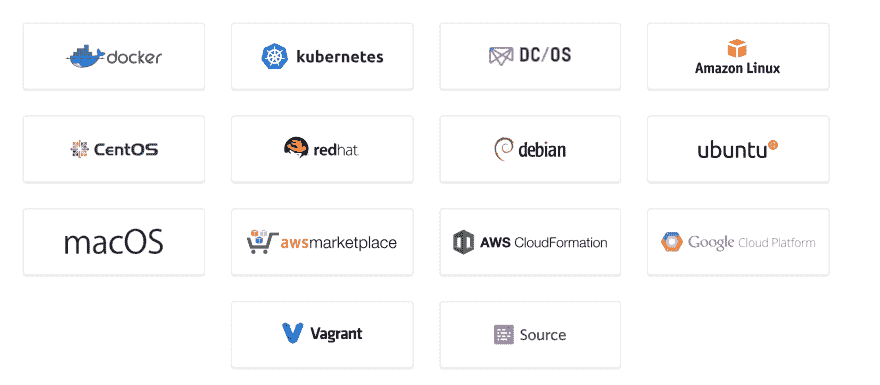 docker
kubernetes
DC/OS
Amazon Linux
CentOS
redhat.
debian
ubuntu
macOS
awsmarketplace
AWS CloudFormation
Google Cloud Platform
Vagrant
Source